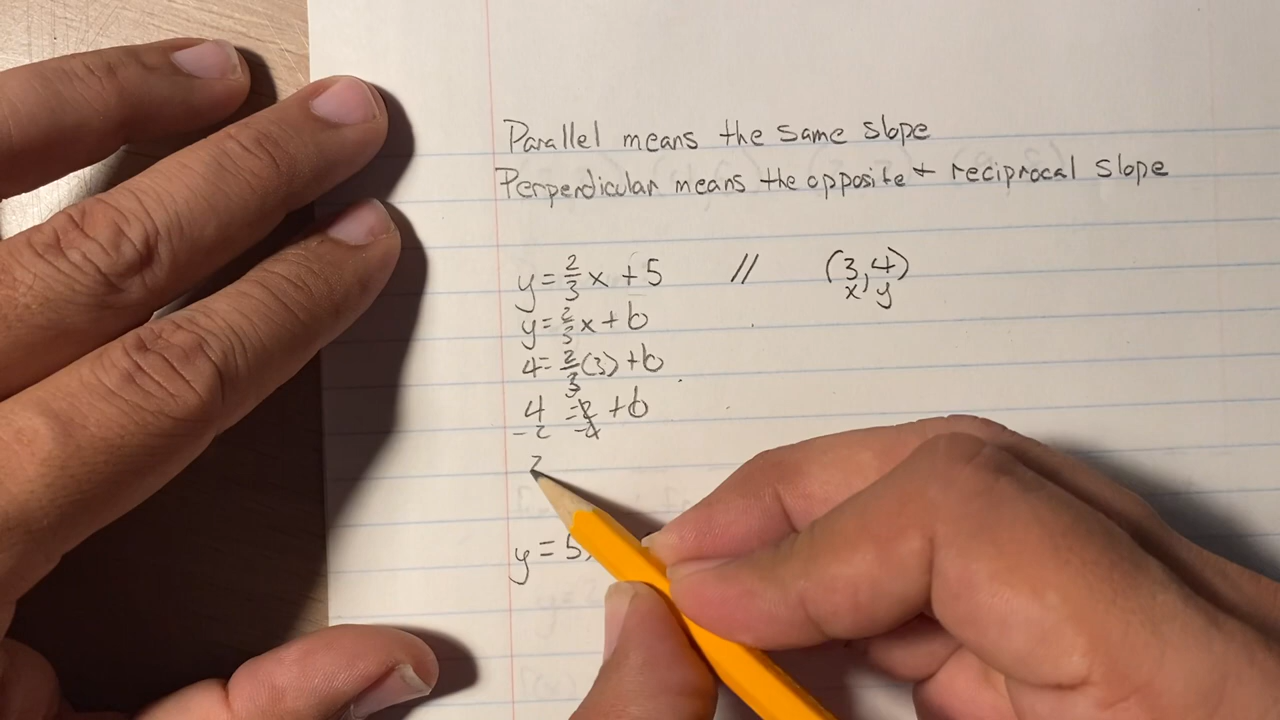 Parallel means the same slope
Perpendicular means the opposite + reciprocal slope
y = 2/3 x + 5 // (3,4)
x y
y = 2/3 x + b
4 = 2/3 (3) + b
4 = 2 + b
-2 -2
2
y = 5